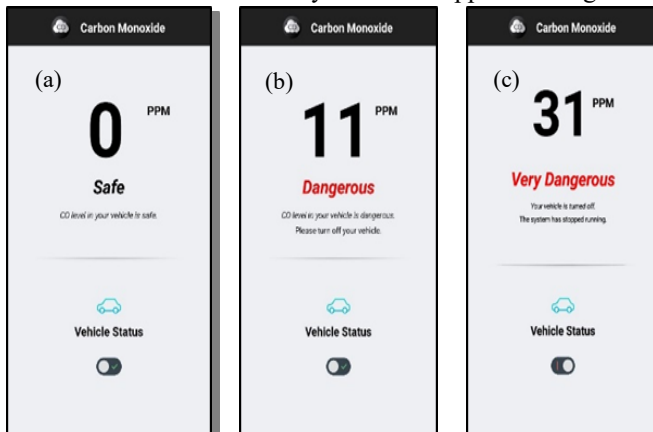 Carbon Monoxide
(a)
0 PPM
Safe
CO level in your vehicle is safe.
Vehicle Status
Carbon Monoxide
(b)
11 PPM
Dangerous
CO level in your vehicle is dangerous.
Please turn off your vehicle.
Vehicle Status
Carbon Monoxide
(c)
31 PPM
Very Dangerous
Your vehicle is turned off.
The system has stopped running.
Vehicle Status